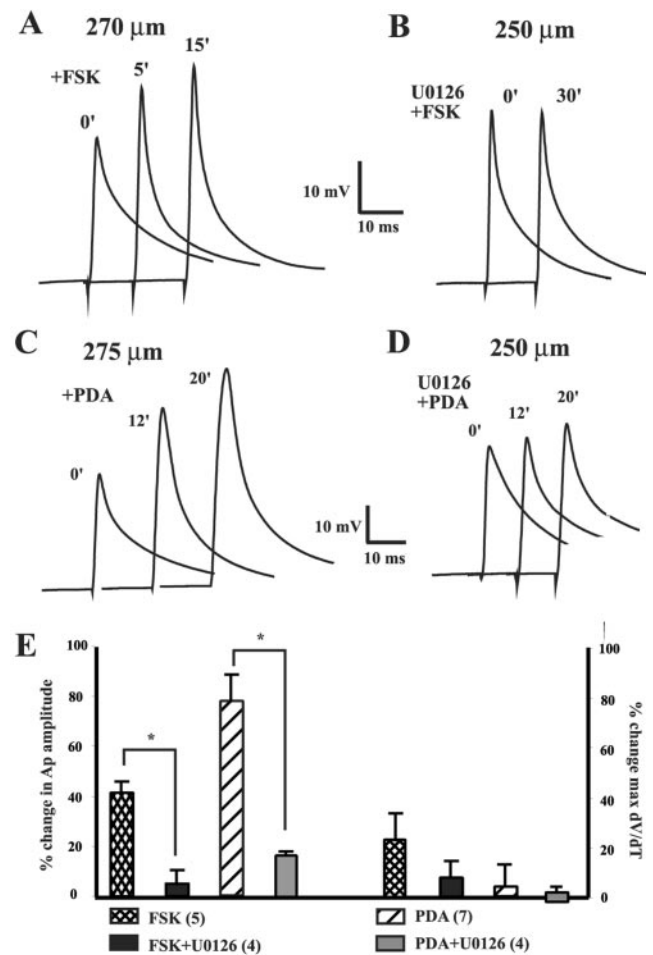 A 270 μm
+FSK
0'
5'
15'
10 mV
10 ms
B 250 μm
U0126
+FSK
0'
30'
C 275 μm
+PDA
0'
12'
20'
10 mV
10 ms
D 250 μm
U0126
+PDA
0'
12'
20'
E
% change in Ap amplitude
100
80
60
40
20
0
*
*
100
80
60
40
20
0
% change max dV/dT
FSK (5)
PDA (7)
FSK+U0126 (4)
PDA+U0126 (4)